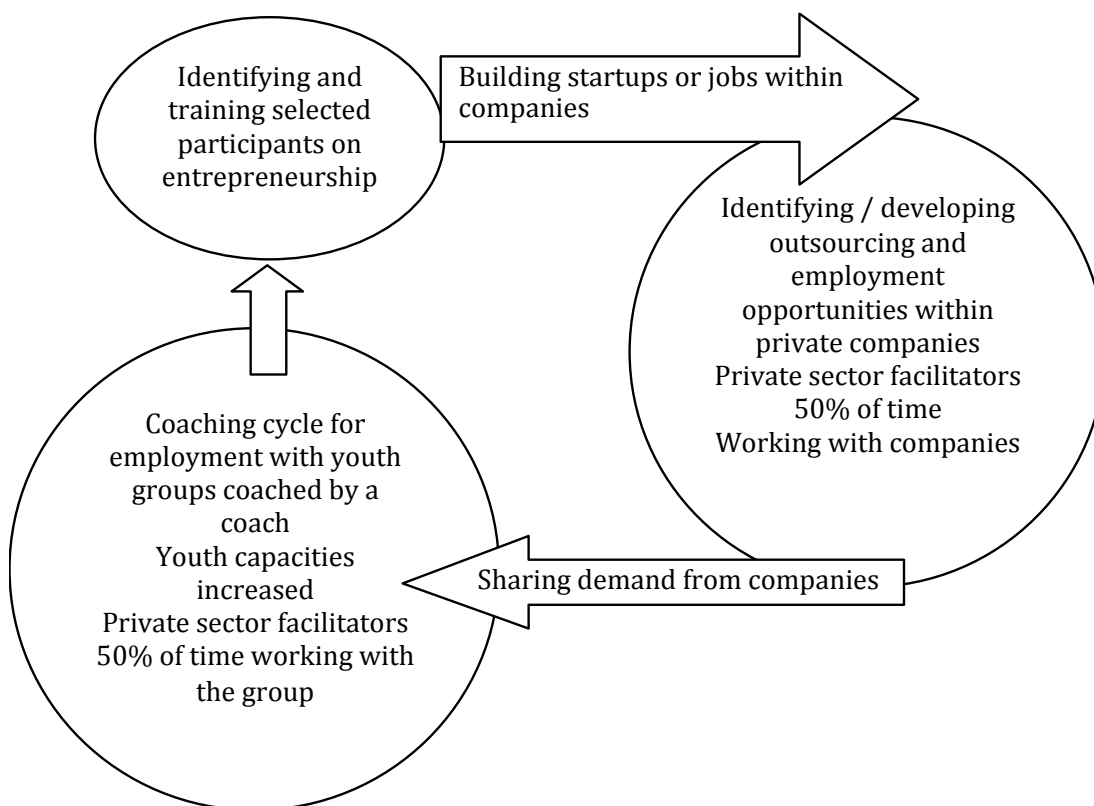 Identifying and
training selected
participants on
entrepreneurship
Building startups or jobs within
companies
Identifying / developing
outsourcing and
employment
opportunities within
private companies
Private sector facilitators
50% of time
Working with companies
Sharing demand from companies
Coaching cycle for
employment with youth
groups coached by a
coach
Youth capacities
increased
Private sector facilitators
50% of time working with
the group